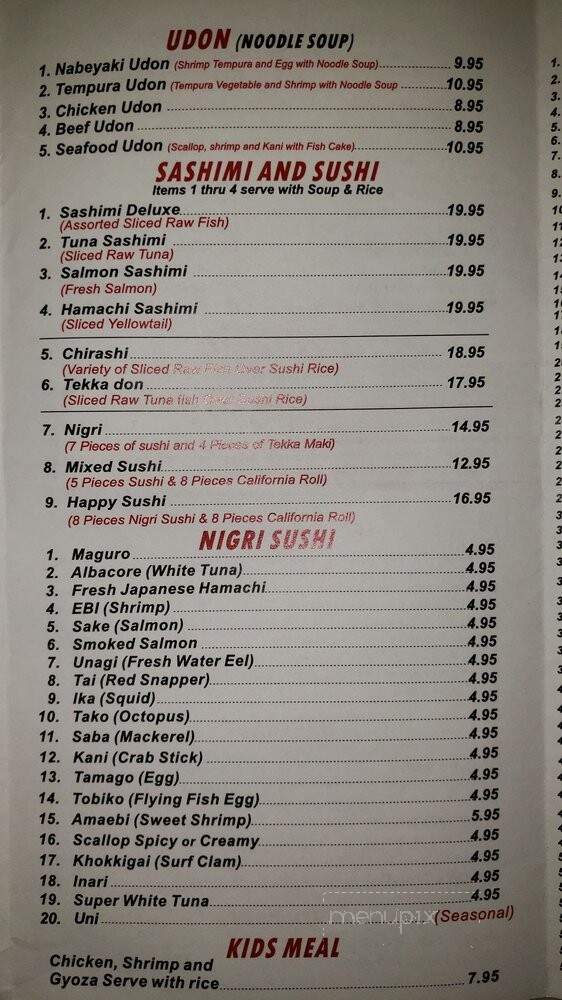 UDON (NOODLE SOUP)
1. Nabeyaki Udon (Shrimp Tempura and Egg with Noodle Soup) 9.95
2. Tempura Udon (Tempura Vegetable and Shrimp with Noodle Soup 10.95
3. Chicken Udon 8.95
4. Beef Udon 8.95
5. Seafood Udon (Scallop, shrimp and Kani with Fish Cake) 10.95
SASHIMI AND SUSHI
Items 1 thru 4 serve with Soup & Rice
1. Sashimi Deluxe 19.95
(Assorted Sliced Raw Fish)
2. Tuna Sashimi 19.95
(Sliced Raw Tuna)
3. Salmon Sashimi 19.95
(Fresh Salmon)
4. Hamachi Sashimi 19.95
(Sliced Yellowtail)
5. Chirashi 18.95
(Variety of Sliced Raw Fish Over Sushi Rice)
6. Tekka don 17.95
(Sliced Raw Tuna fish Over Sushi Rice)
7. Nigri 14.95
(7 Pieces of sushi and 4 Pieces of Tekka Maki)
8. Mixed Sushi 12.95
(5 Pieces Sushi & 8 Pieces California Roll)
9. Happy Sushi 16.95
(8 Pieces Nigri Sushi & 8 Pieces California Roll)
NIGRI SUSHI
1. Maguro 4.95
2. Albacore (White Tuna) 4.95
3. Fresh Japanese Hamachi 4.95
4. EBI (Shrimp) 4.95
5. Sake (Salmon) 4.95
6. Smoked Salmon 4.95
7. Unagi (Fresh Water Eel) 4.95
8. Tai (Red Snapper) 4.95
9. Ika (Squid) 4.95
10. Tako (Octopus) 4.95
11. Saba (Mackerel) 4.95
12. Kani (Crab Stick) 4.95
13. Tamago (Egg) 4.95
14. Tobiko (Flying Fish Egg) 4.95
15. Amaebi (Sweet Shrimp) 5.95
16. Scallop Spicy or Creamy 4.95
17. Khokkigai (Surf Clam) 4.95
18. Inari 4.95
19. Super White Tuna 4.95
20. Uni (Seasonal)
menupix
KIDS MEAL
Chicken, Shrimp and
Gyoza Serve with rice 7.95